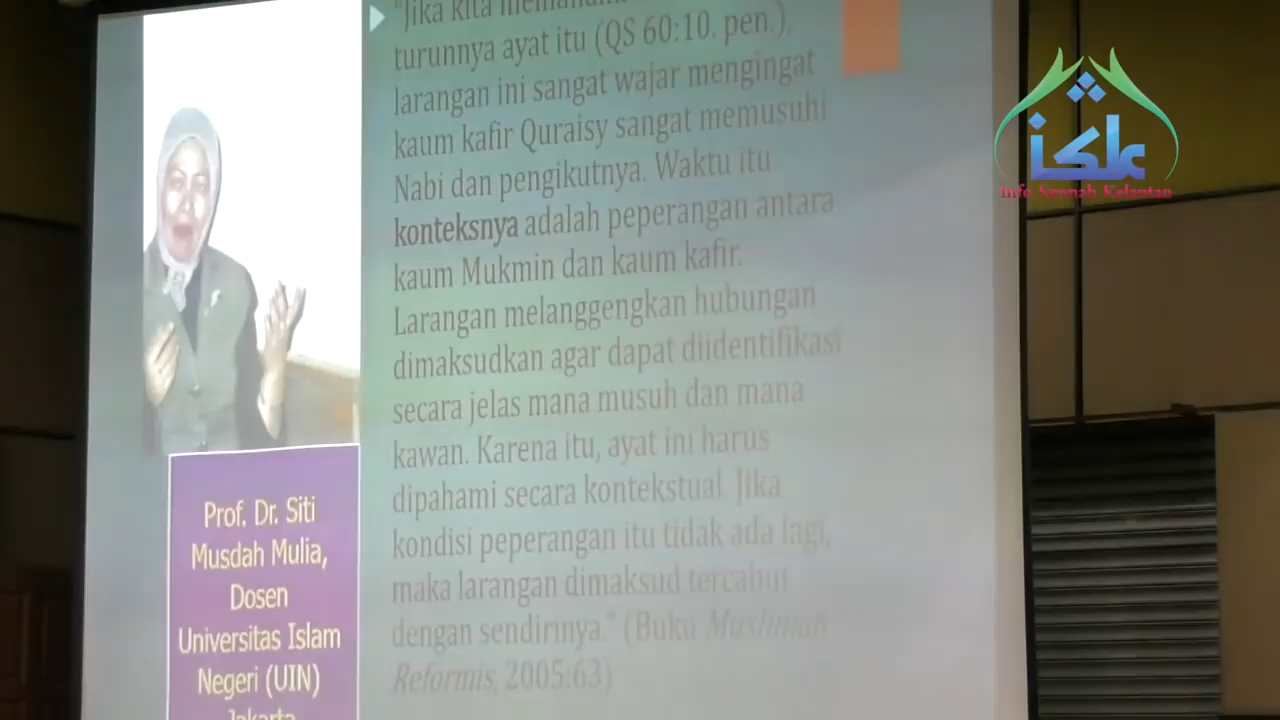 "Jika kita memahami
turunnya ayat itu (QS 60:10. pen.),
larangan ini sangat wajar mengingat
kaum kafir Quraisy sangat memusuhi
Nabi dan pengikutnya. Waktu itu
konteksnya adalah peperangan antara
kaum Mukmin dan kaum kafir.
Larangan melanggengkan hubungan
dimaksudkan agar dapat diidentifikasi
secara jelas mana musuh dan mana
kawan. Karena itu, ayat ini harus
dipahami secara kontekstual. Jika
kondisi peperangan itu tidak ada lagi,
maka larangan dimaksud tercabut
dengan sendirinya." (Buku Muslimah
Reformis, 2005:63)
Prof. Dr. Siti
Musdah Mulia,
Dosen
Universitas Islam
Negeri (UIN)
Jakarta
Info Sunnah Kelantan